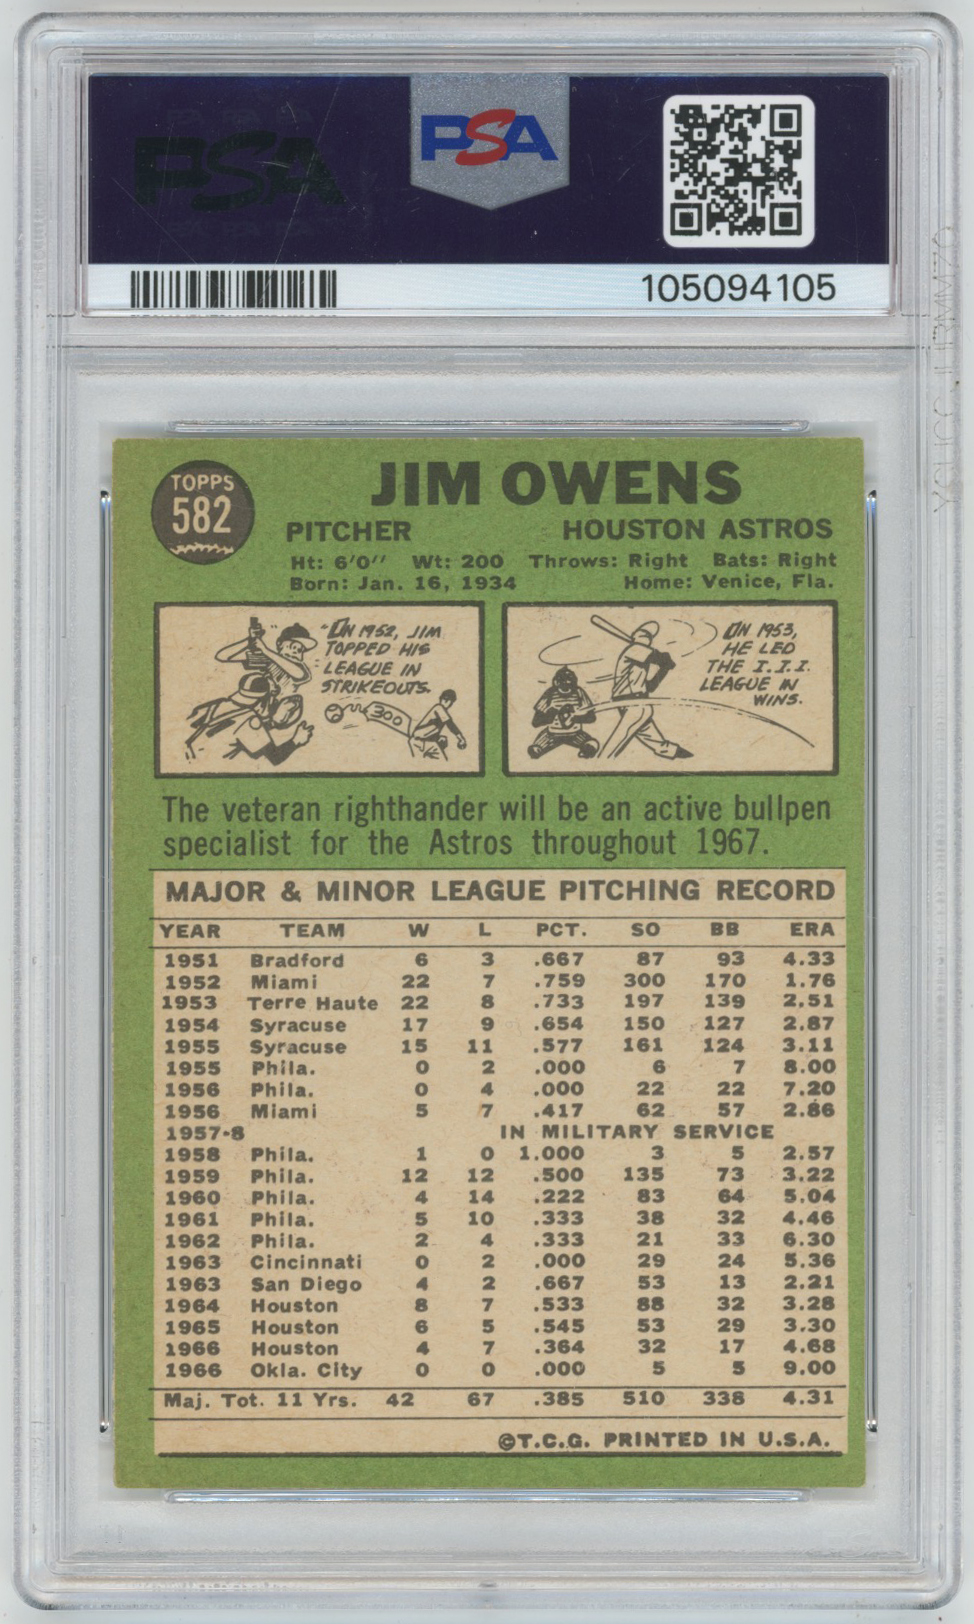 PSA
PSA
105094105
TOPPS
582
JIM OWENS
PITCHER HOUSTON ASTROS
Ht: 6'0" Wt: 200 Throws: Right Bats: Right
Born: Jan. 16, 1934 Home: Venice, Fla.
"IN 1952, JIM
TOPPED HIS
LEAGUE IN
STRIKEOUTS.
300
IN 1953,
HE LED
THE I.I.I.
LEAGUE IN
WINS.
The veteran righthander will be an active bullpen
specialist for the Astros throughout 1967.
MAJOR & MINOR LEAGUE PITCHING RECORD
YEAR TEAM W L PCT. SO BB ERA
1951 Bradford 6 3 .667 87 93 4.33
1952 Miami 22 7 .759 300 170 1.76
1953 Terre Haute 22 8 .733 197 139 2.51
1954 Syracuse 17 9 .654 150 127 2.87
1955 Syracuse 15 11 .577 161 124 3.11
1955 Phila. 0 2 .000 6 7 8.00
1956 Phila. 0 4 .000 22 22 7.20
1956 Miami 5 7 .417 62 57 2.86
1957-8 IN MILITARY SERVICE
1958 Phila. 1 0 1.000 3 5 2.57
1959 Phila. 12 12 .500 135 73 3.22
1960 Phila. 4 14 .222 83 64 5.04
1961 Phila. 5 10 .333 38 32 4.46
1962 Phila. 2 4 .333 21 33 6.30
1963 Cincinnati 0 2 .000 29 24 5.36
1963 San Diego 4 2 .667 53 13 2.21
1964 Houston 8 7 .533 88 32 3.28
1965 Houston 6 5 .545 53 29 3.30
1966 Houston 4 7 .364 32 17 4.68
1966 Okla. City 0 0 .000 5 5 9.00
Maj. Tot. 11 Yrs. 42 67 .385 510 338 4.31
©T.C.G. PRINTED IN U.S.A.